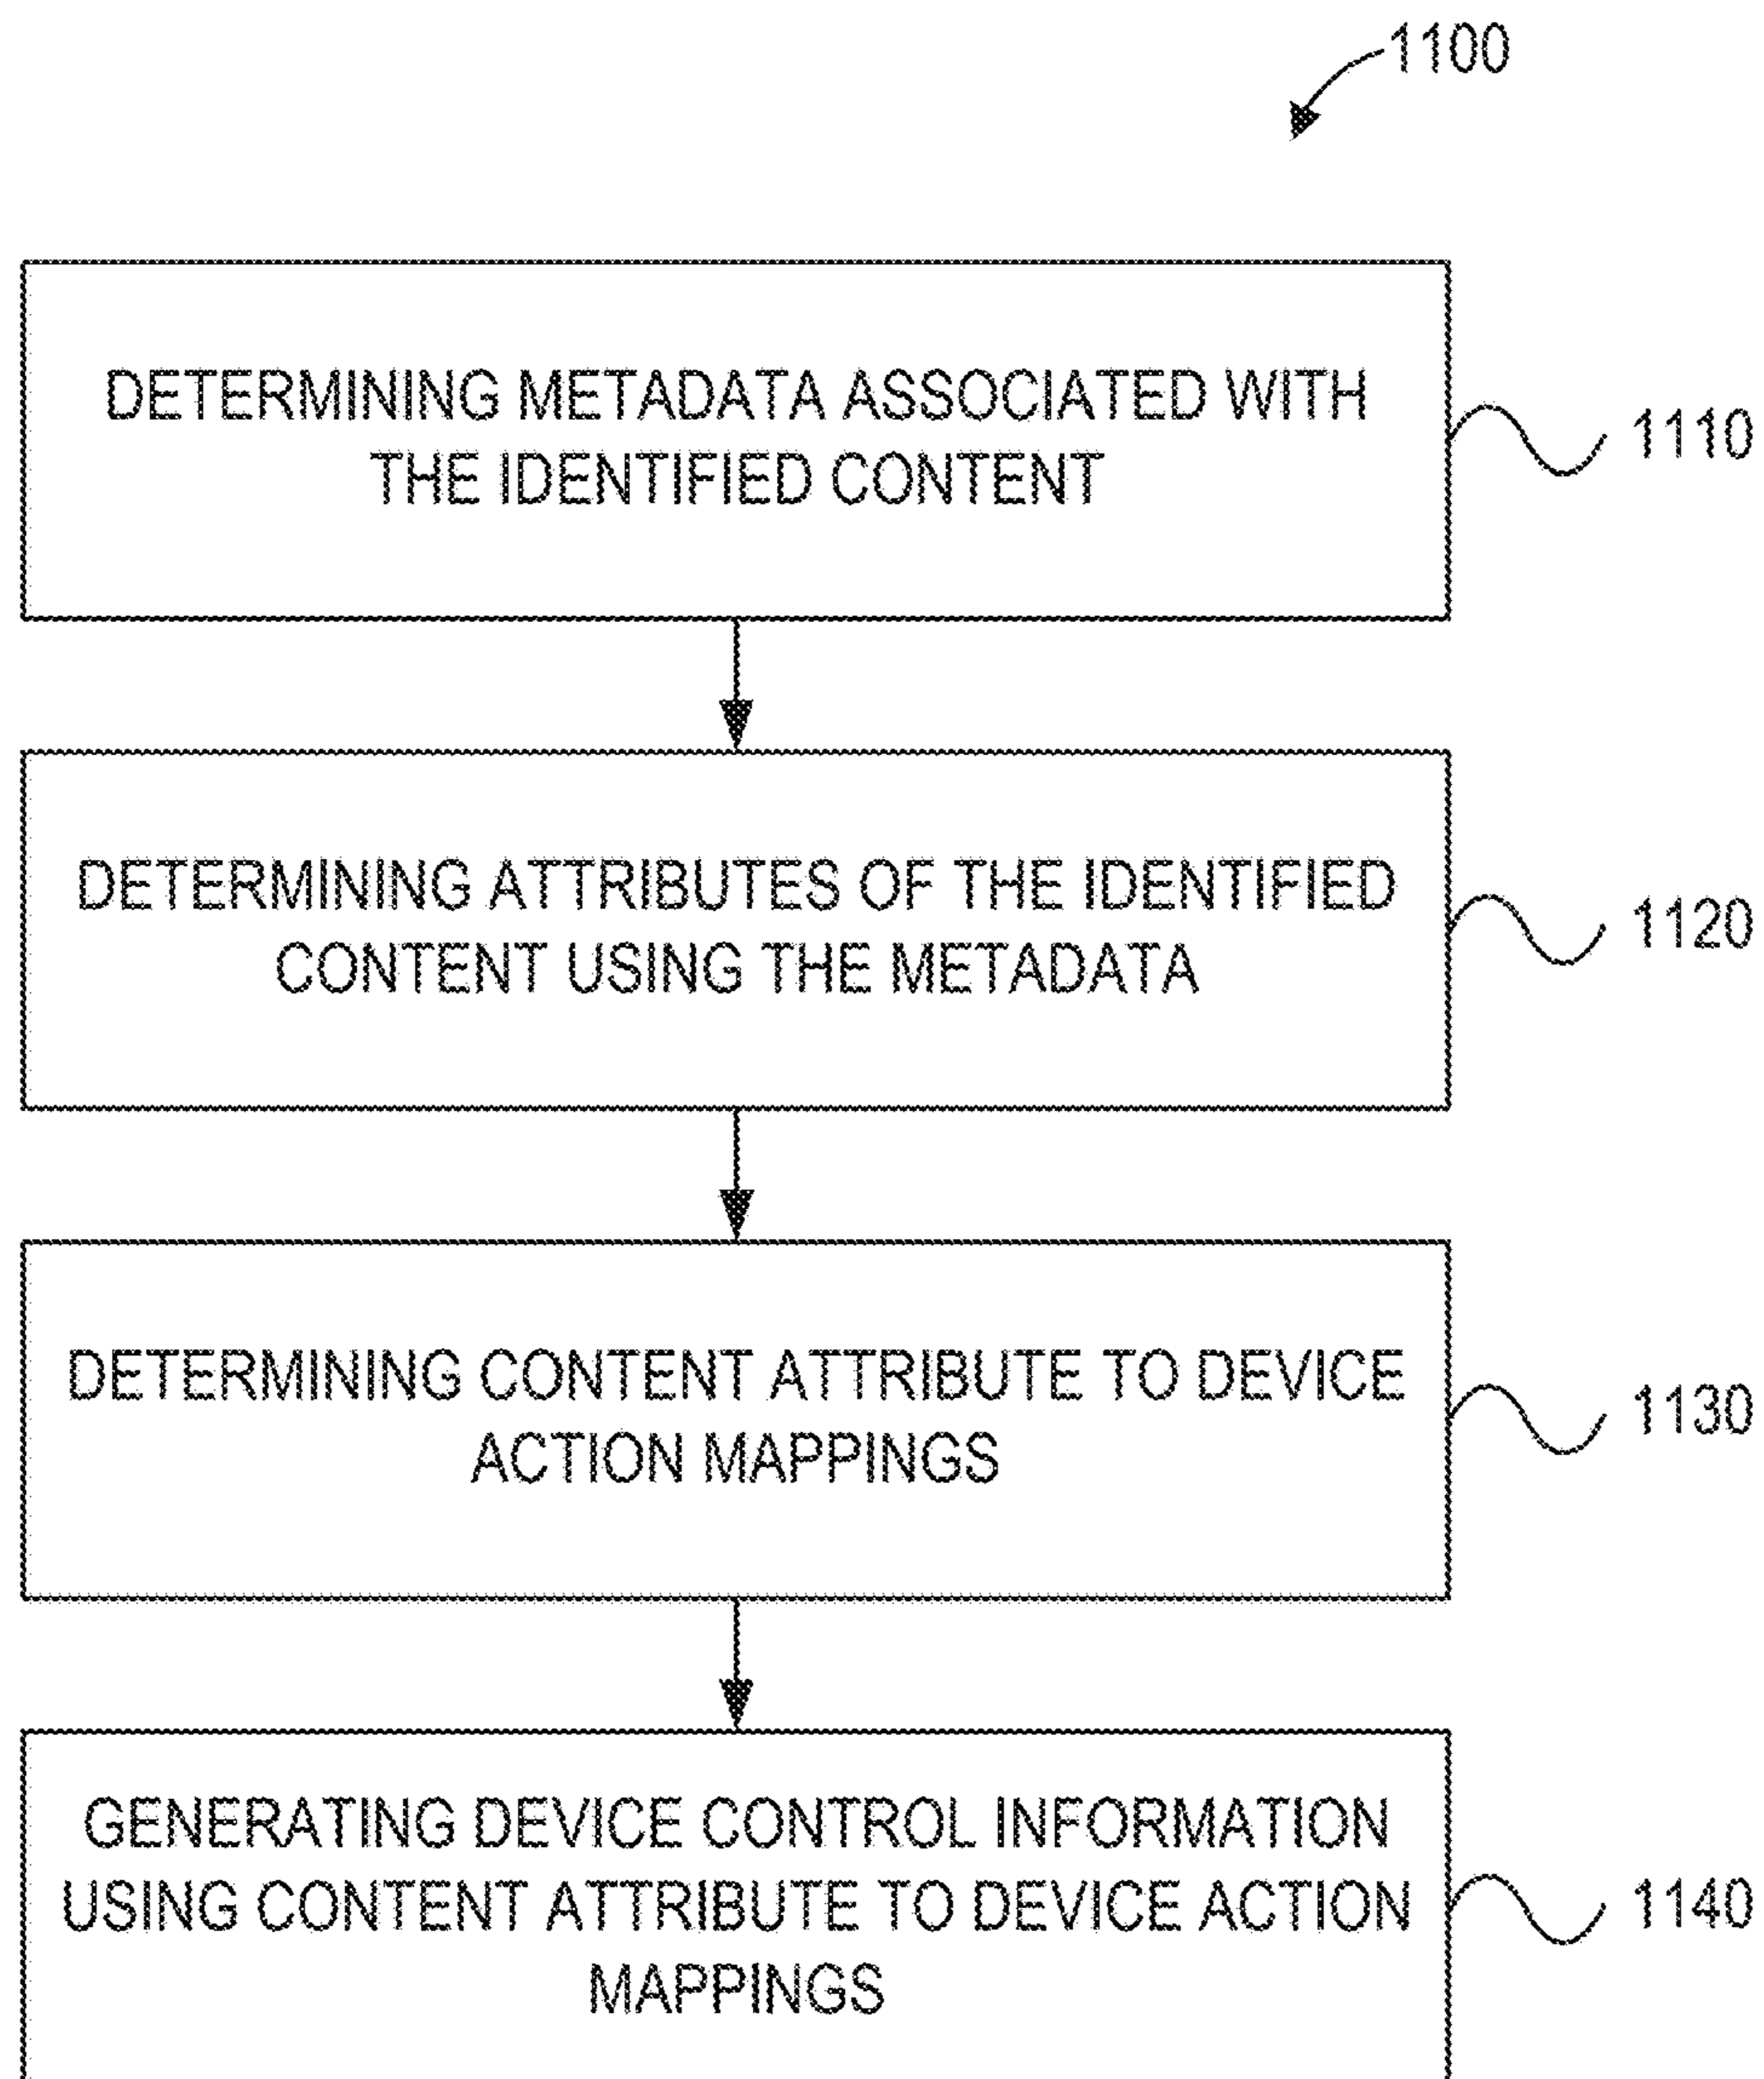 1100
DETERMINING METADATA ASSOCIATED WITH
THE IDENTIFIED CONTENT
1110
DETERMINING ATTRIBUTES OF THE IDENTIFIED
CONTENT USING THE METADATA
1120
DETERMINING CONTENT ATTRIBUTE TO DEVICE
ACTION MAPPINGS
1130
GENERATING DEVICE CONTROL INFORMATION
USING CONTENT ATTRIBUTE TO DEVICE ACTION
MAPPINGS
1140